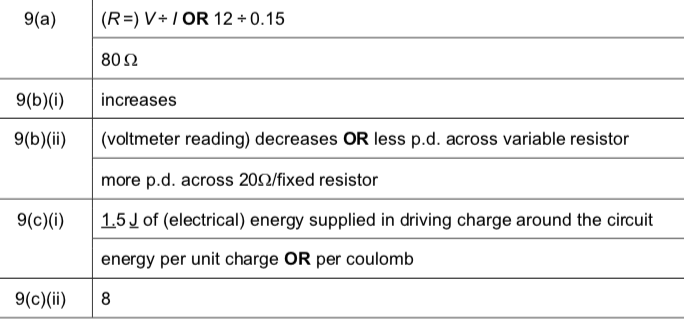 9(a) (R =) V ÷ I OR 12 ÷ 0.15
80 Ω
9(b)(i) increases
9(b)(ii) (voltmeter reading) decreases OR less p.d. across variable resistor
more p.d. across 20Ω/fixed resistor
9(c)(i) 1.5 J of (electrical) energy supplied in driving charge around the circuit
energy per unit charge OR per coulomb
9(c)(ii) 8